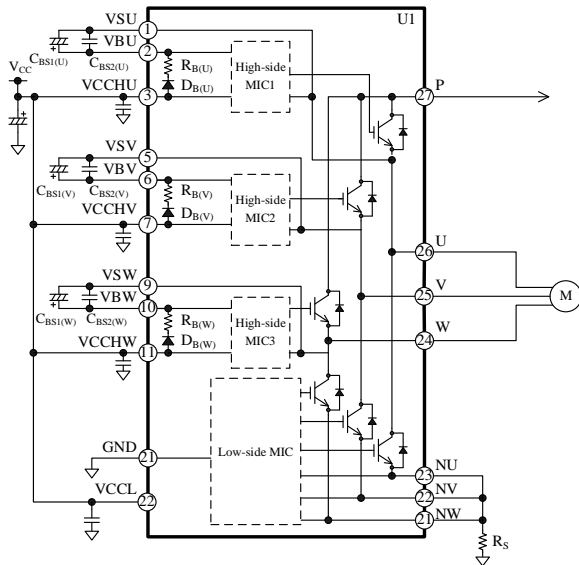 VSU
1
U1
VBU
2
CBS1(U)
CBS2(U)
VCC
RB(U)
DB(U)
High-side
MIC1
VCCHU
3
P
27
VSV
5
VBV
6
CBS1(V)
CBS2(V)
RB(V)
DB(V)
High-side
MIC2
VCCHV
7
U
26
VSW
9
V
25
M
VBW
10
CBS1(W)
CBS2(W)
RB(W)
DB(W)
High-side
MIC3
W
24
VCCHW
11
GND
21
Low-side MIC
NU
23
VCCL
22
NV
22
NW
21
RS